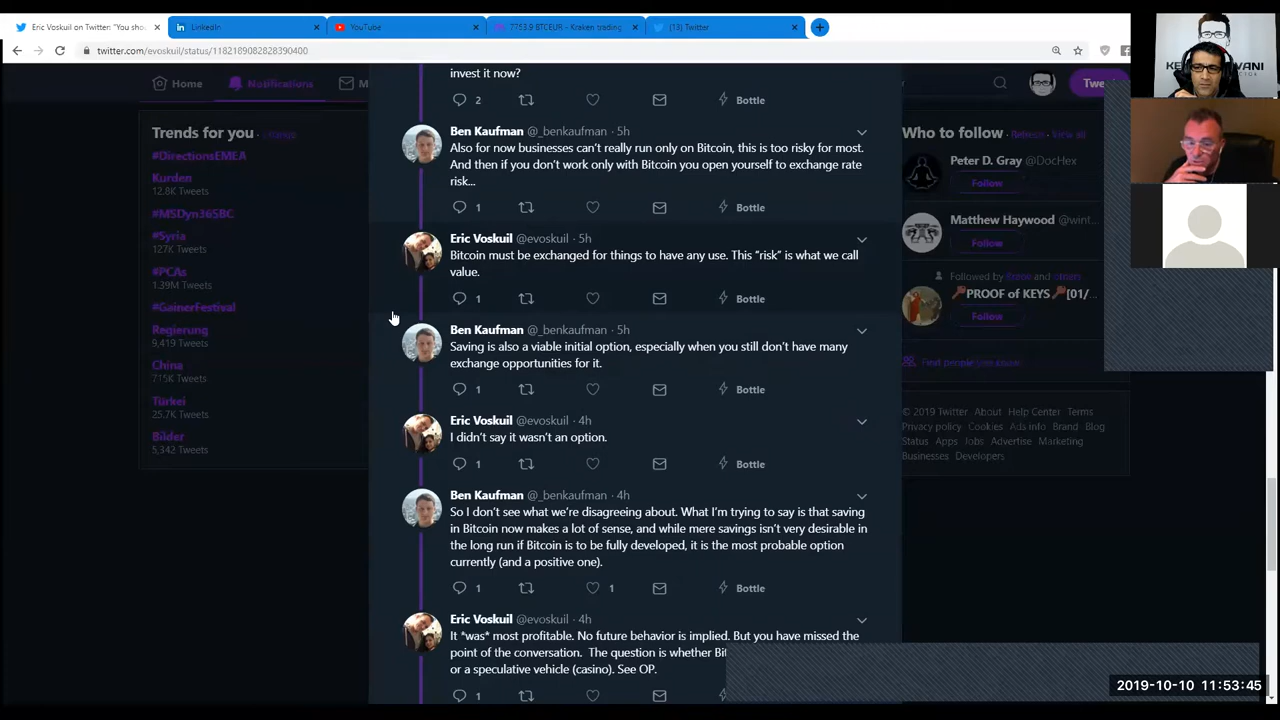 Eric Voskuil on Twitter: "You sho
LinkedIn
YouTube
7753.9 BTCEUR - Kraken trading
(13) Twitter
twitter.com/evoskuil/status/1182189082828390400
Home
Notifications
M
Twe
Trends for you
#DirectionsEMEA
Kurden
12.8K Tweets
#MSDyn365BC
#Syria
127K Tweets
#PCAs
1.39M Tweets
#GainerFestival
Regierung
9,419 Tweets
China
715K Tweets
Türkei
25.7K Tweets
Bilder
5,342 Tweets
invest it now?
2 Bottle
Ben Kaufman @_benkaufman · 5h
Also for now businesses can't really run only on Bitcoin, this is too risky for most.
And then if you don't work only with Bitcoin you open yourself to exchange rate
risk...
1 Bottle
Eric Voskuil @evoskuil · 5h
Bitcoin must be exchanged for things to have any use. This "risk" is what we call
value.
1 Bottle
Ben Kaufman @_benkaufman · 5h
Saving is also a viable initial option, especially when you still don't have many
exchange opportunities for it.
1 Bottle
Eric Voskuil @evoskuil · 4h
I didn't say it wasn't an option.
1 Bottle
Ben Kaufman @_benkaufman · 4h
So I don't see what we're disagreeing about. What I'm trying to say is that saving
in Bitcoin now makes a lot of sense, and while mere savings isn't very desirable in
the long run if Bitcoin is to be fully developed, it is the most probable option
currently (and a positive one).
1 1 Bottle
Eric Voskuil @evoskuil · 4h
It *was* most profitable. No future behavior is implied. But you have missed the
point of the conversation. The question is whether Bi
or a speculative vehicle (casino). See OP.
1
Who to follow · Refresh · View all
Peter D. Gray @DocHex
Follow
Matthew Haywood @wint...
Follow
Followed by and others
PROOF of KEYS [01/...
Follow
Find people you know
© 2019 Twitter About Help Center Terms
Privacy policy Cookies Ads info Brand Blog
Status Apps Jobs Advertise Marketing
Businesses Developers
2019-10-10 11:53:45